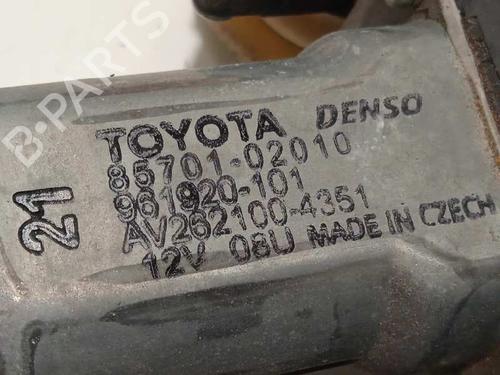 B-PARTS
TOYOTA DENSO
85701-02010
961920-101
AV262100-4351
12V 08U MADE IN CZECH
21